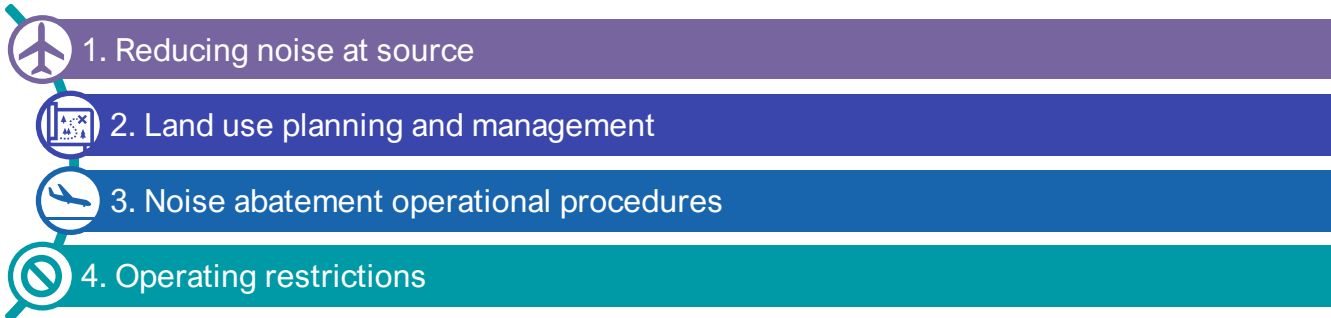 1. Reducing noise at source
2. Land use planning and management
3. Noise abatement operational procedures
4. Operating restrictions